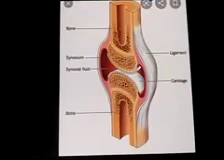 Bone
Ligament
Synovium
Synovial fluid
Cartilage
Bone